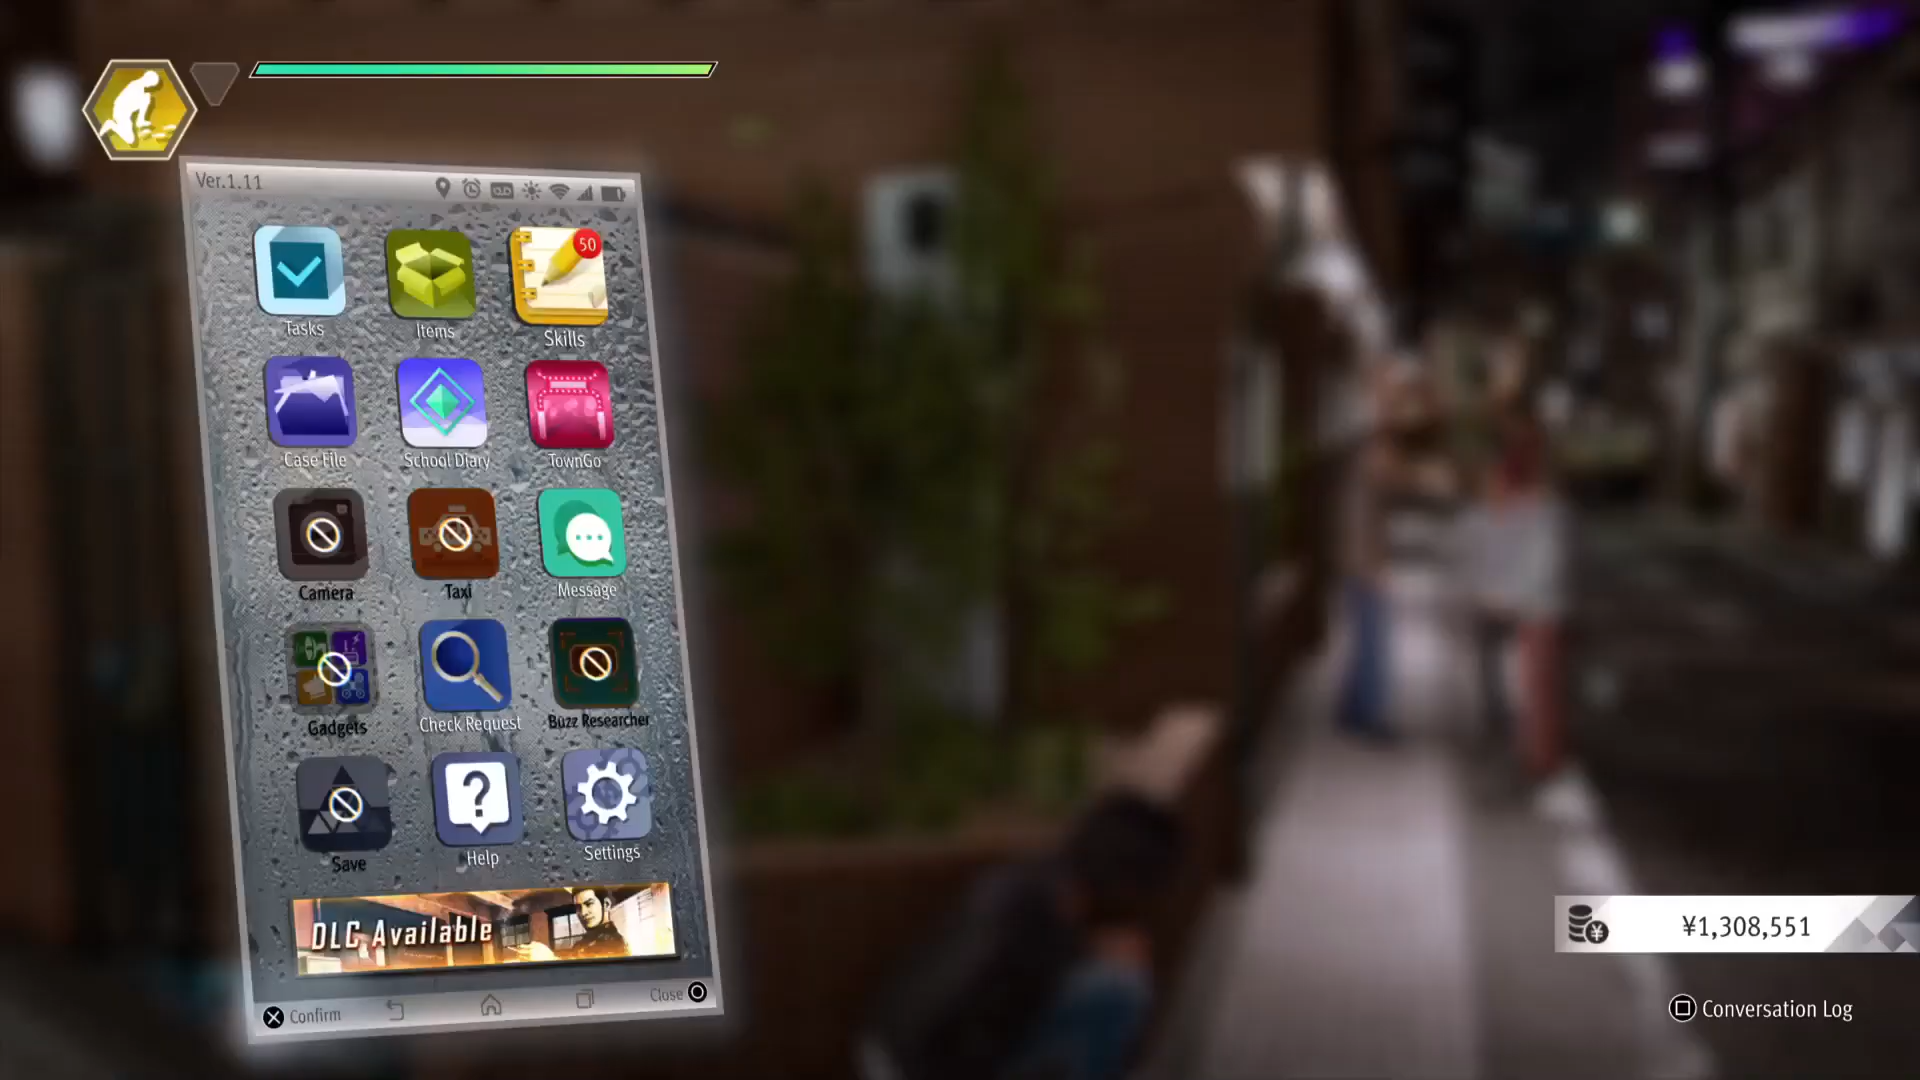 Ver.1.11
50
Tasks
Items
Skills
Case File
School Diary
TownGo
Camera
Taxi
Message
Gadgets
Check Request
Buzz Researcher
?
Save
Help
Settings
DLC Available
Confirm
Close
¥1,308,551
Conversation Log